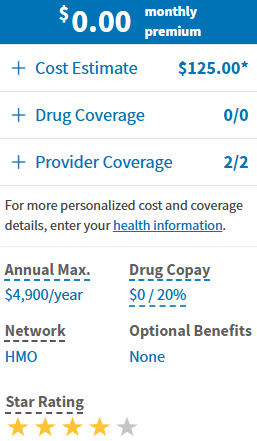 $0.00 monthly
premium
+ Cost Estimate $125.00*
+ Drug Coverage 0/0
+ Provider Coverage 2/2
For more personalized cost and coverage
details, enter your health information.
Annual Max. Drug Copay
$4,900/year $0 / 20%
Network Optional Benefits
HMO None
Star Rating